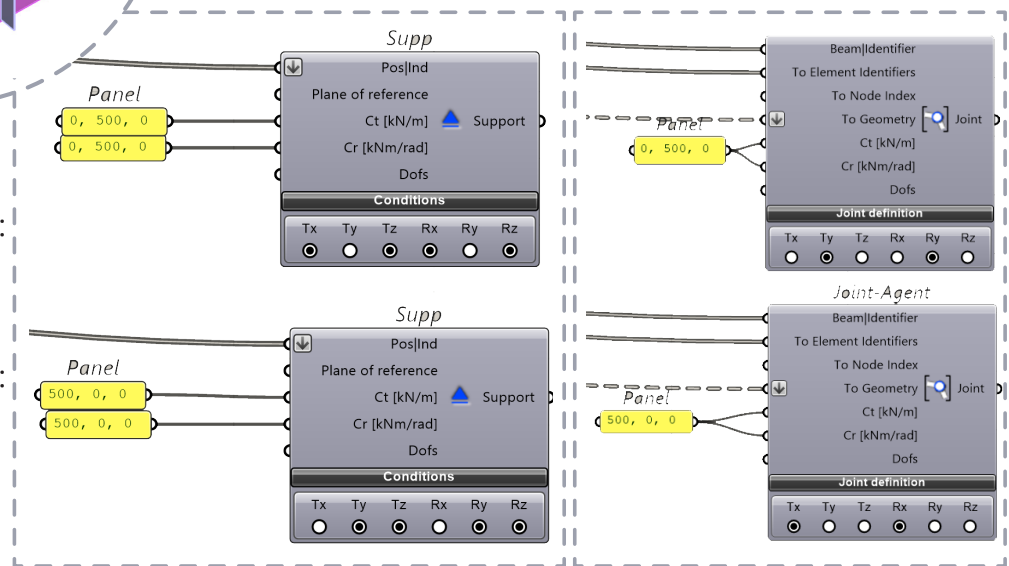 Supp
Pos|Ind
Plane of reference
Panel
0, 500, 0
Ct [kN/m]
Support
0, 500, 0
Cr [kNm/rad]
Dofs
Conditions
Tx Ty Tz Rx Ry Rz
Supp
Pos|Ind
Plane of reference
Panel
500, 0, 0
Ct [kN/m]
Support
500, 0, 0
Cr [kNm/rad]
Dofs
Conditions
Tx Ty Tz Rx Ry Rz
Beam|Identifier
To Element Identifiers
To Node Index
To Geometry
Joint
Panel
0, 500, 0
Ct [kN/m]
Cr [kNm/rad]
Dofs
Joint definition
Tx Ty Tz Rx Ry Rz
Joint-Agent
Beam|Identifier
To Element Identifiers
To Node Index
To Geometry
Joint
Panel
500, 0, 0
Ct [kN/m]
Cr [kNm/rad]
Dofs
Joint definition
Tx Ty Tz Rx Ry Rz